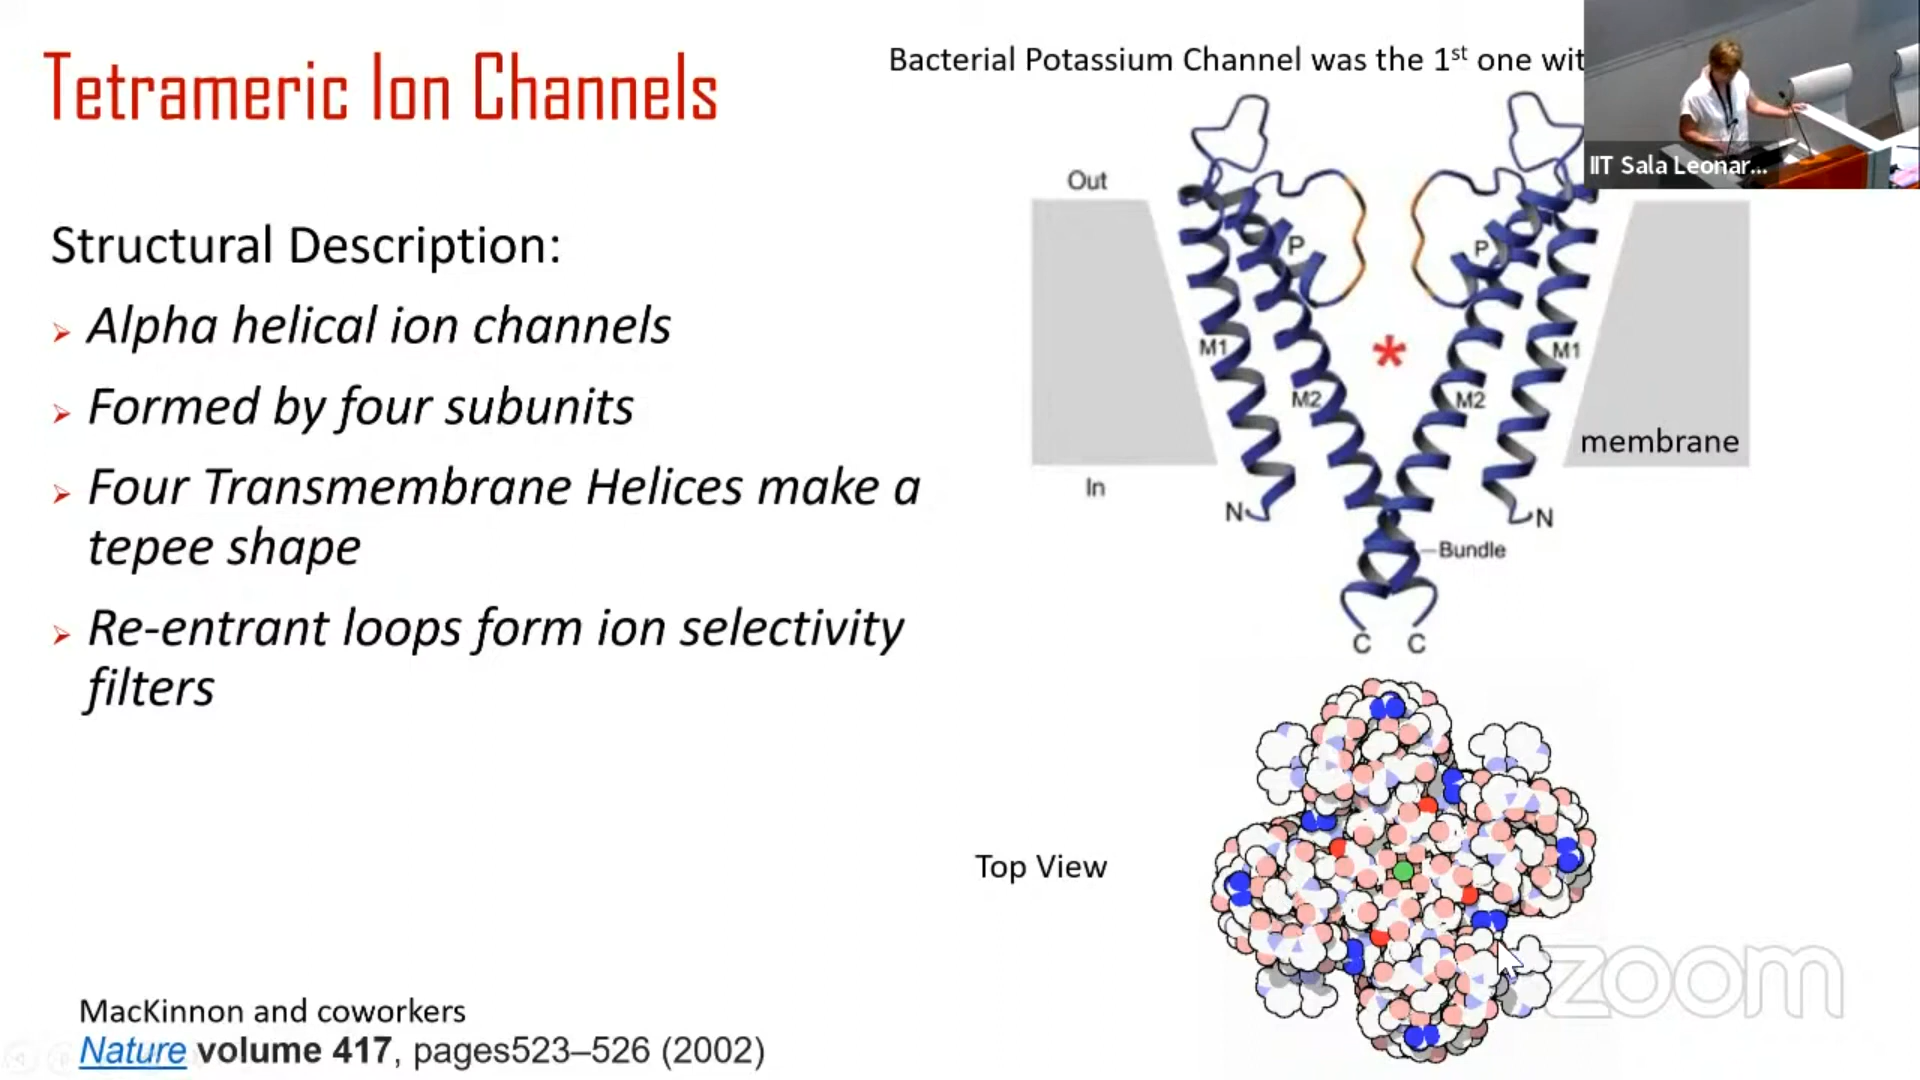 Tetrameric Ion Channels
Bacterial Potassium Channel was the 1st one wit
IIT Sala Leonar...
Structural Description:
Alpha helical ion channels
Formed by four subunits
Four Transmembrane Helices make a
tepee shape
Re-entrant loops form ion selectivity
filters
Out
P
P
M1
M1
*
M2
M2
membrane
In
N
N
Bundle
C
C
Top View
zoom
MacKinnon and coworkers
Nature volume 417, pages523–526 (2002)